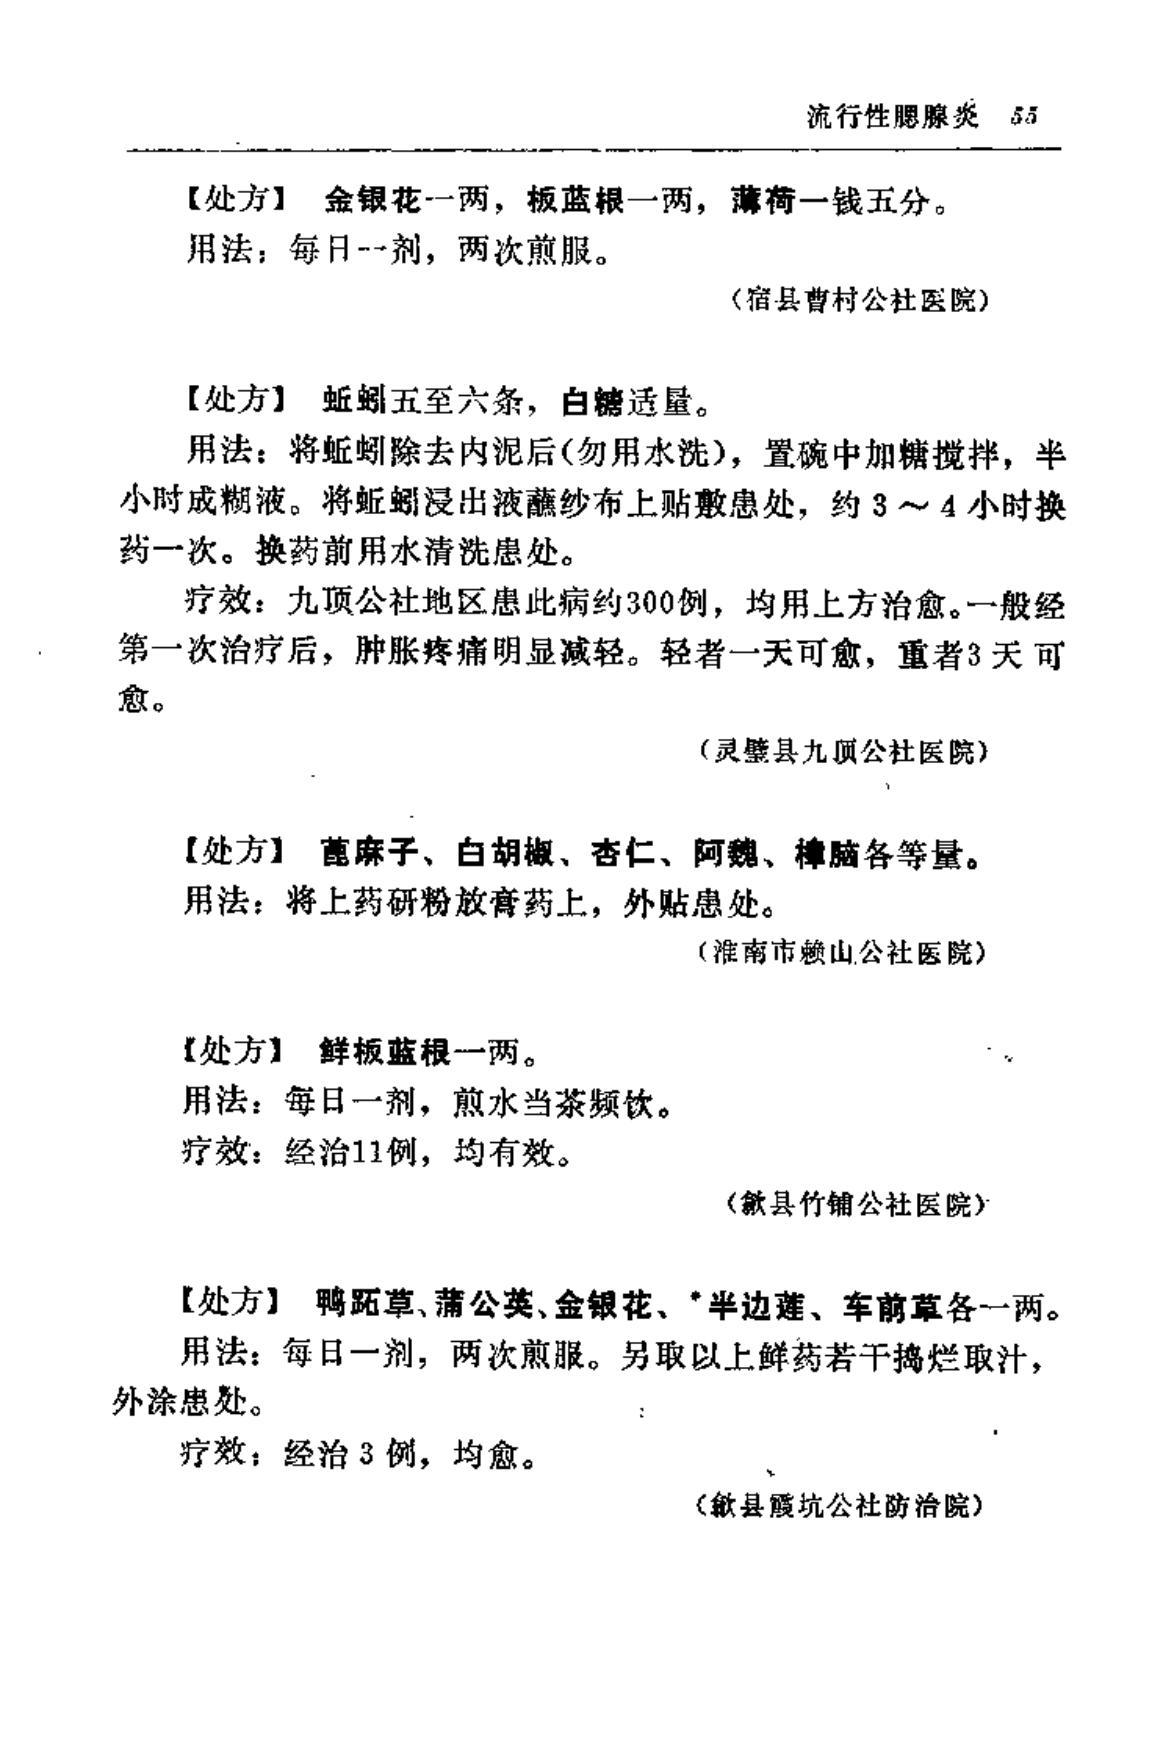 流行性腮腺炎 55
【处方】 金银花一两，板蓝根一两，薄荷一钱五分。
用法：每日一剂，两次煎服。
（宿县曹村公社医院）
【处方】 蚯蚓五至六条，白糖适量。
用法：将蚯蚓除去内泥后(勿用水洗)，置碗中加糖搅拌，半
小时成糊液。将蚯蚓浸出液蘸纱布上贴敷患处，约 3 ～ 4 小时换
药一次。换药前用水清洗患处。
疗效：九顶公社地区患此病约300例，均用上方治愈。一般经
第一次治疗后，肿胀疼痛明显减轻。轻者一天可愈，重者3 天 可
愈。
（灵璧县九顶公社医院）
【处方】 蓖麻子、白胡椒、杏仁、阿魏、樟脑各等量。
用法：将上药研粉放膏药上，外贴患处。
（淮南市赖山公社医院）
【处方】 鲜板蓝根一两。
用法：每日一剂，煎水当茶频饮。
疗效：经治11例，均有效。
（歙县竹铺公社医院）
【处方】 鸭跖草、蒲公英、金银花、*半边莲、车前草各一两。
用法：每日一剂，两次煎服。另取以上鲜药若干捣烂取汁，
外涂患处。
疗效：经治 3 例，均愈。
（歙县霞坑公社防治院）